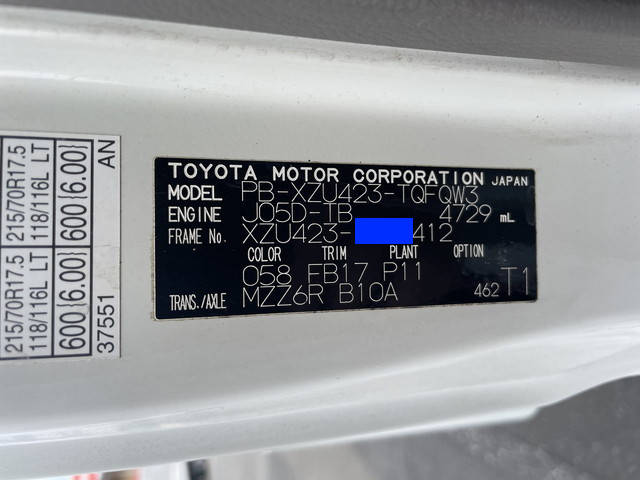 TOYOTA MOTOR CORPORATION JAPAN
MODEL PB-XZU423-TQFQW3
ENGINE J05D-TB 4729 mL
FRAME No. XZU423- 412
COLOR TRIM PLANT OPTION
058 FB17 P11
TRANS./AXLE MZZ6R B10A 462 T1
215/70R17.5 215/70R17.5
118/116L LT 118/116L LT
600{6.00} 600{6.00}
37551 AN